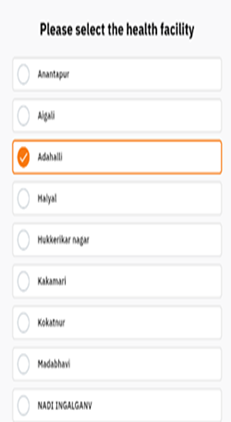 Please select the health facility
Anantapur
Aigali
Adahalli
Halyal
Hukkerikar nagar
Kakamari
Kokatnur
Madabhavi
NADI INGALGANV